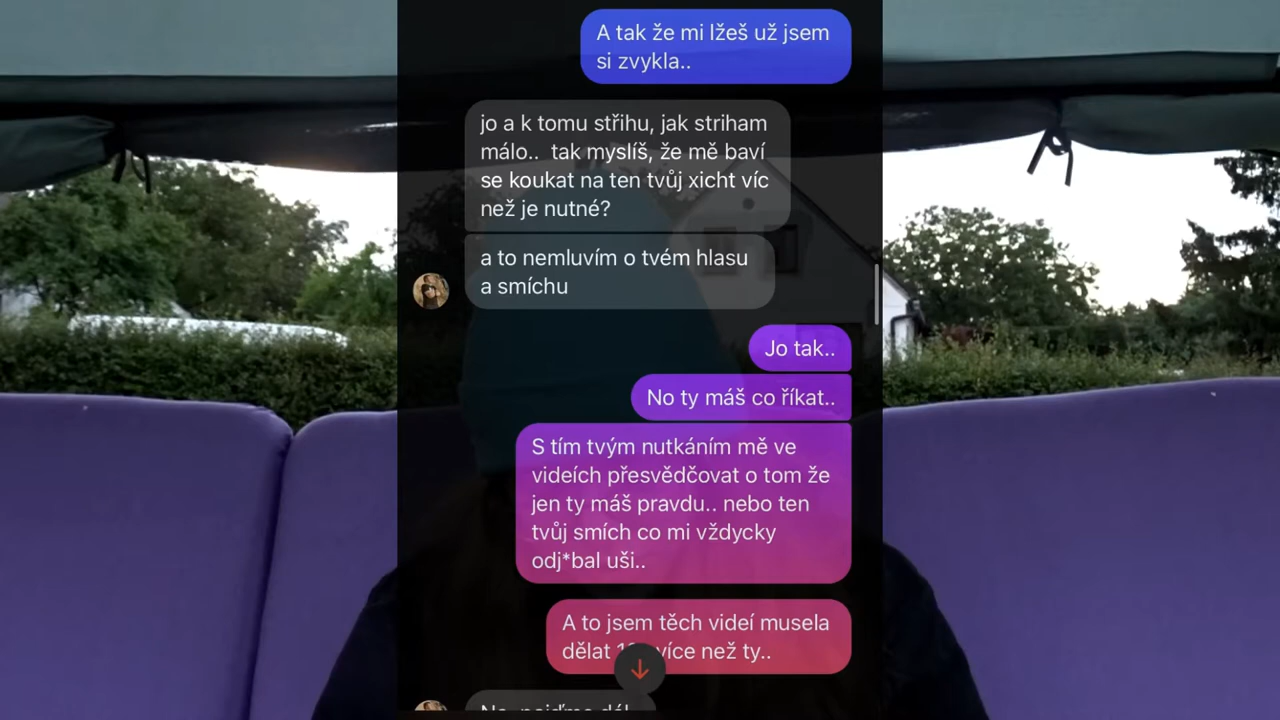 A tak že mi lžeš už jsem
si zvykla..
jo a k tomu střihu, jak striham
málo..  tak myslíš, že mě baví
se koukat na ten tvůj xicht víc
než je nutné?
a to nemluvím o tvém hlasu
a smíchu
Jo tak..
No ty máš co říkat..
S tím tvým nutkáním mě ve
videích přesvědčovat o tom že
jen ty máš pravdu.. nebo ten
tvůj smích co mi vždycky
odj*bal uši..
A to jsem těch videí musela
dělat více než ty..